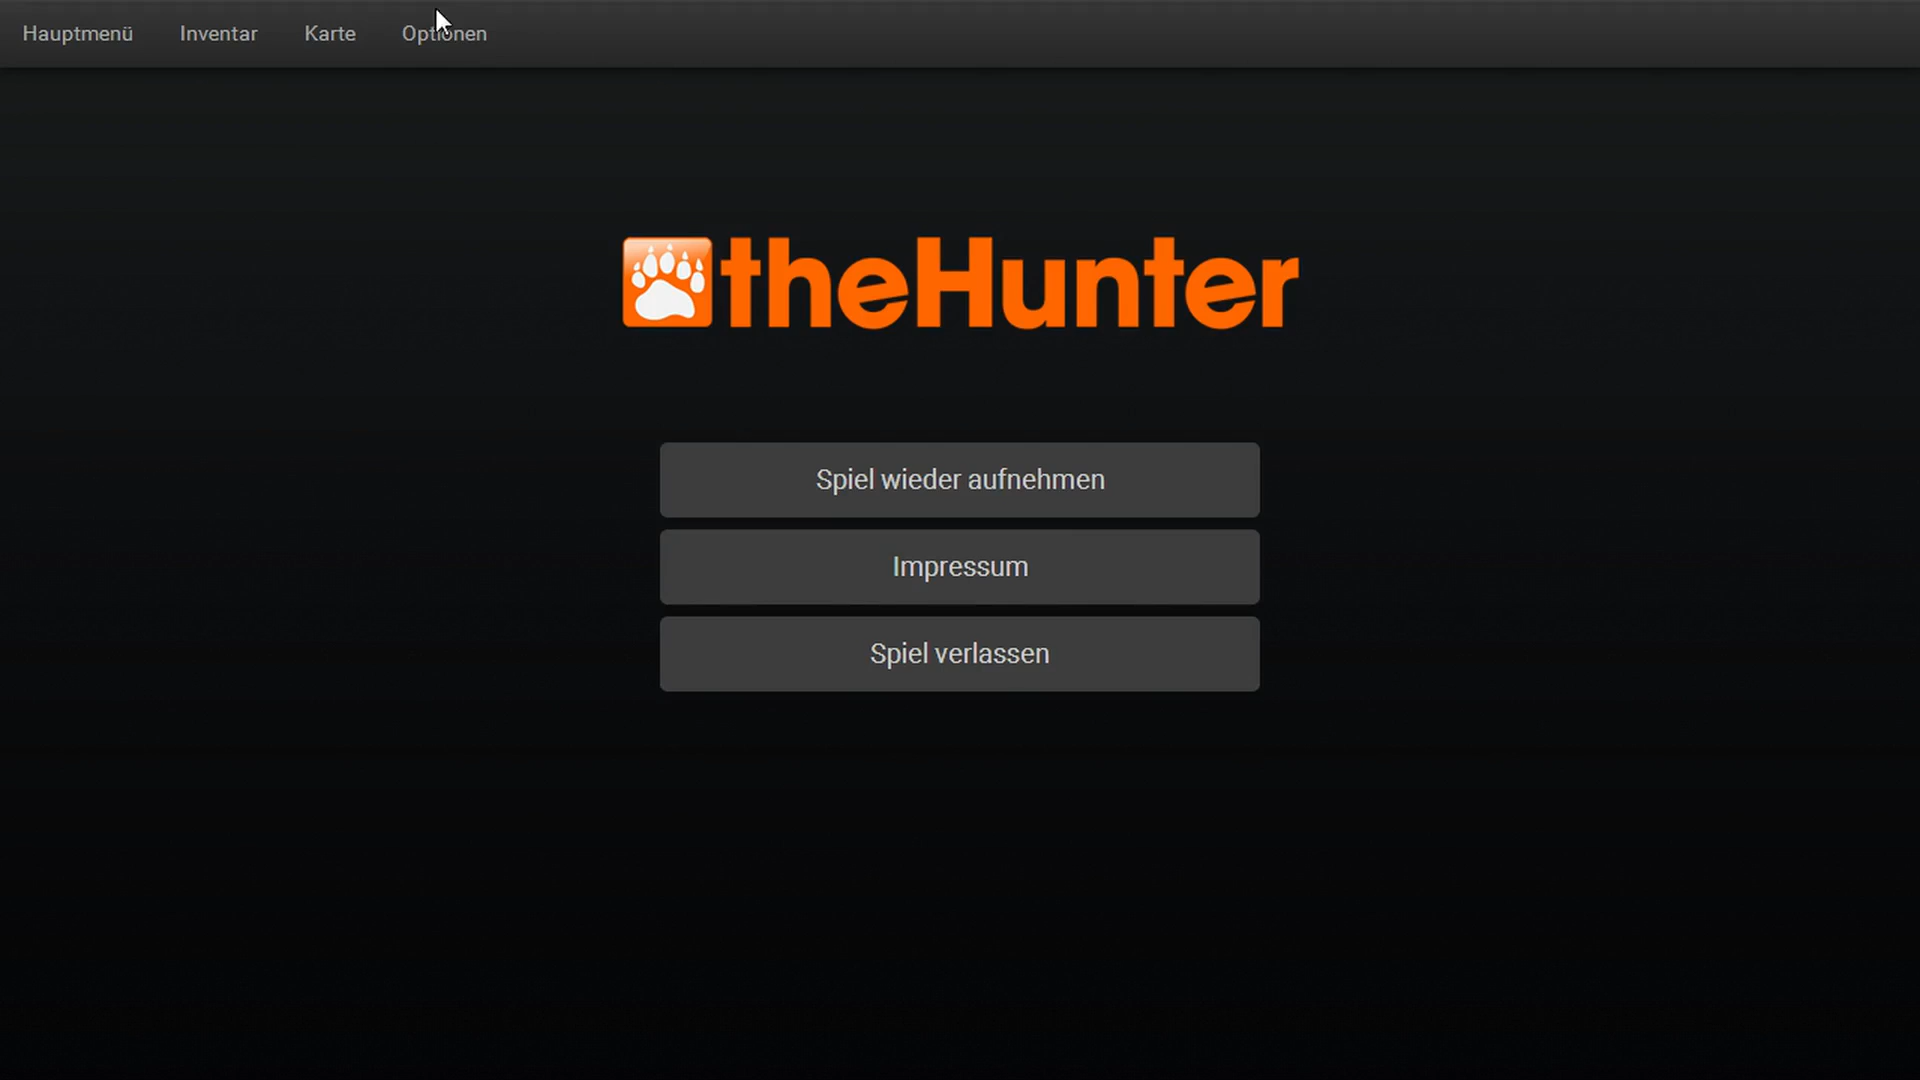 Hauptmenü Inventar Karte Optionen
theHunter
Spiel wieder aufnehmen
Impressum
Spiel verlassen